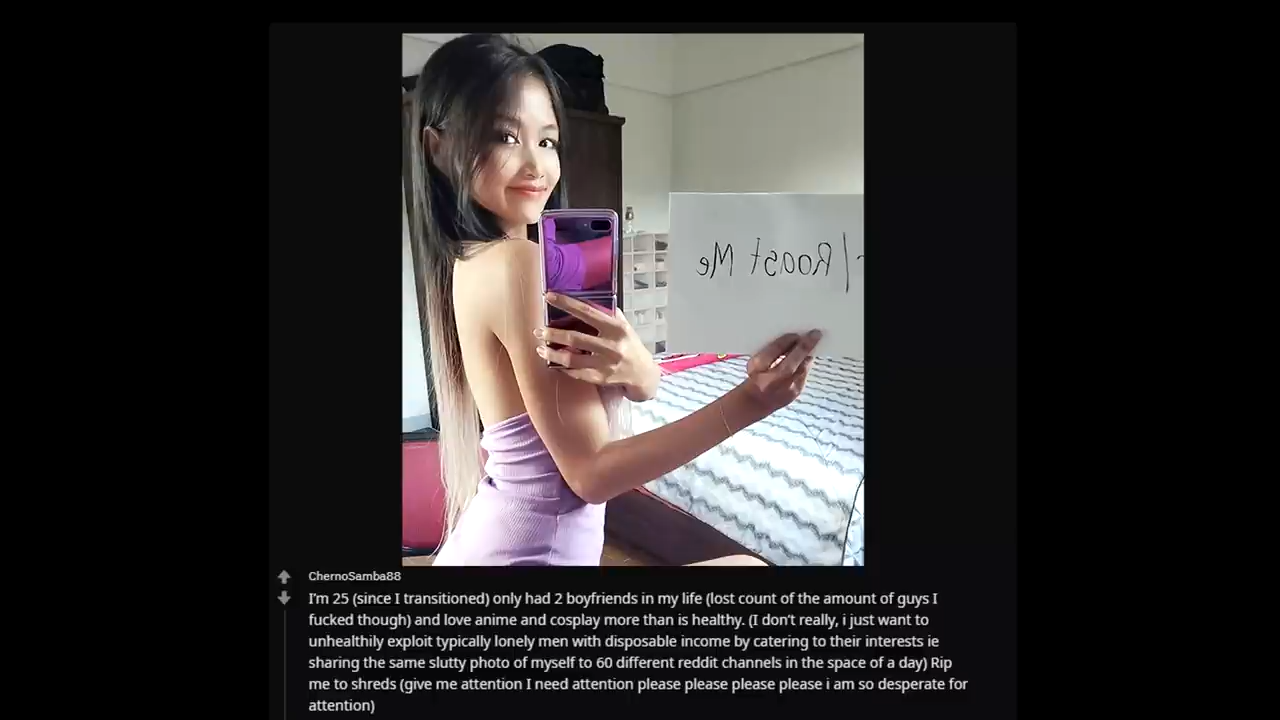 r/Roast Me
ChernoSamba88
I'm 25 (since I transitioned) only had 2 boyfriends in my life (lost count of the amount of guys I
fucked though) and love anime and cosplay more than is healthy. (I don't really, i just want to
unhealthily exploit typically lonely men with disposable income by catering to their interests ie
sharing the same slutty photo of myself to 60 different reddit channels in the space of a day) Rip
me to shreds (give me attention I need attention please please please please i am so desperate for
attention)